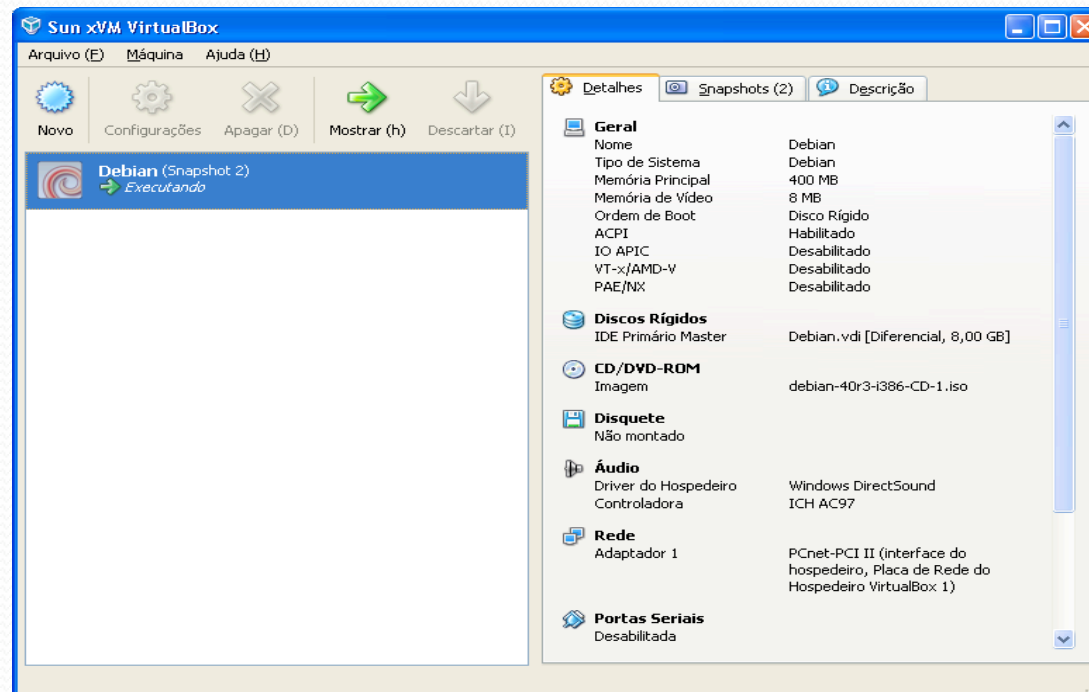 Sun xVM VirtualBox
Arquivo (F) Máquina Ajuda (H)
Novo Configurações Apagar (D) Mostrar (h) Descartar (I)
Debian (Snapshot 2)
Executando
Detalhes Snapshots (2) Descrição
Geral
Nome Debian
Tipo de Sistema Debian
Memória Principal 400 MB
Memória de Vídeo 8 MB
Ordem de Boot Disco Rígido
ACPI Habilitado
IO APIC Desabilitado
VT-x/AMD-V Desabilitado
PAE/NX Desabilitado
Discos Rígidos
IDE Primário Master Debian.vdi [Diferencial, 8,00 GB]
CD/DVD-ROM
Imagem debian-40r3-i386-CD-1.iso
Disquete
Não montado
Áudio
Driver do Hospedeiro Windows DirectSound
Controladora ICH AC97
Rede
Adaptador 1 PCnet-PCI II (interface do
hospedeiro, Placa de Rede do
Hospedeiro VirtualBox 1)
Portas Seriais
Desabilitada